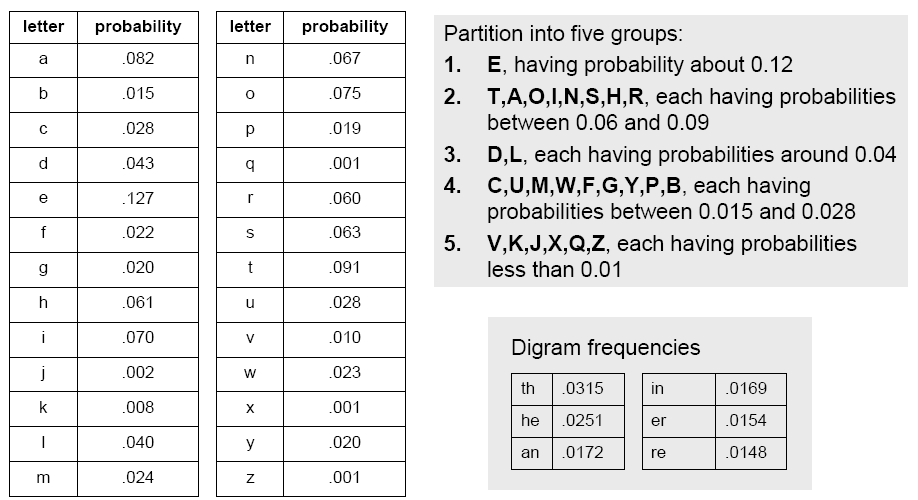 letter probability
a .082
b .015
c .028
d .043
e .127
f .022
g .020
h .061
i .070
j .002
k .008
l .040
m .024
letter probability
n .067
o .075
p .019
q .001
r .060
s .063
t .091
u .028
v .010
w .023
x .001
y .020
z .001
Partition into five groups:
1. E, having probability about 0.12
2. T,A,O,I,N,S,H,R, each having probabilities
between 0.06 and 0.09
3. D,L, each having probabilities around 0.04
4. C,U,M,W,F,G,Y,P,B, each having
probabilities between 0.015 and 0.028
5. V,K,J,X,Q,Z, each having probabilities
less than 0.01
Digram frequencies
th .0315
he .0251
an .0172
in .0169
er .0154
re .0148